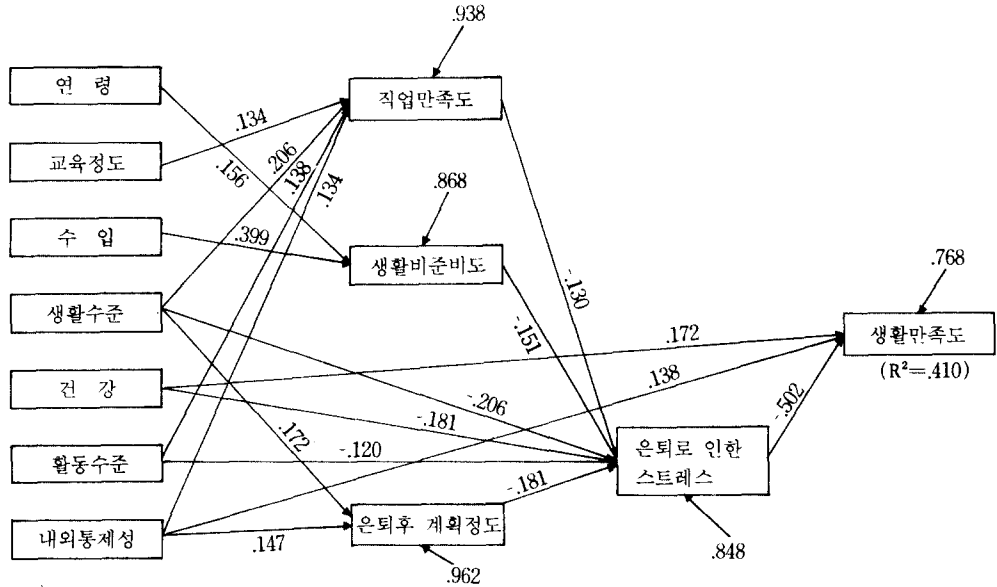 .938
연 령
직업만족도
.134
교육정도
.206
.138
.134
.156
.868
수 입
.399
생활비준비도
.768
생활수준
-.130
생활만족도
-.151
.172
(R²=.410)
건 강
.138
-.206
-.181
-.502
.172
활동수준
-.120
은퇴로 인한
스트레스
-.181
내외통제성
은퇴후 계획정도
.147
.848
.962